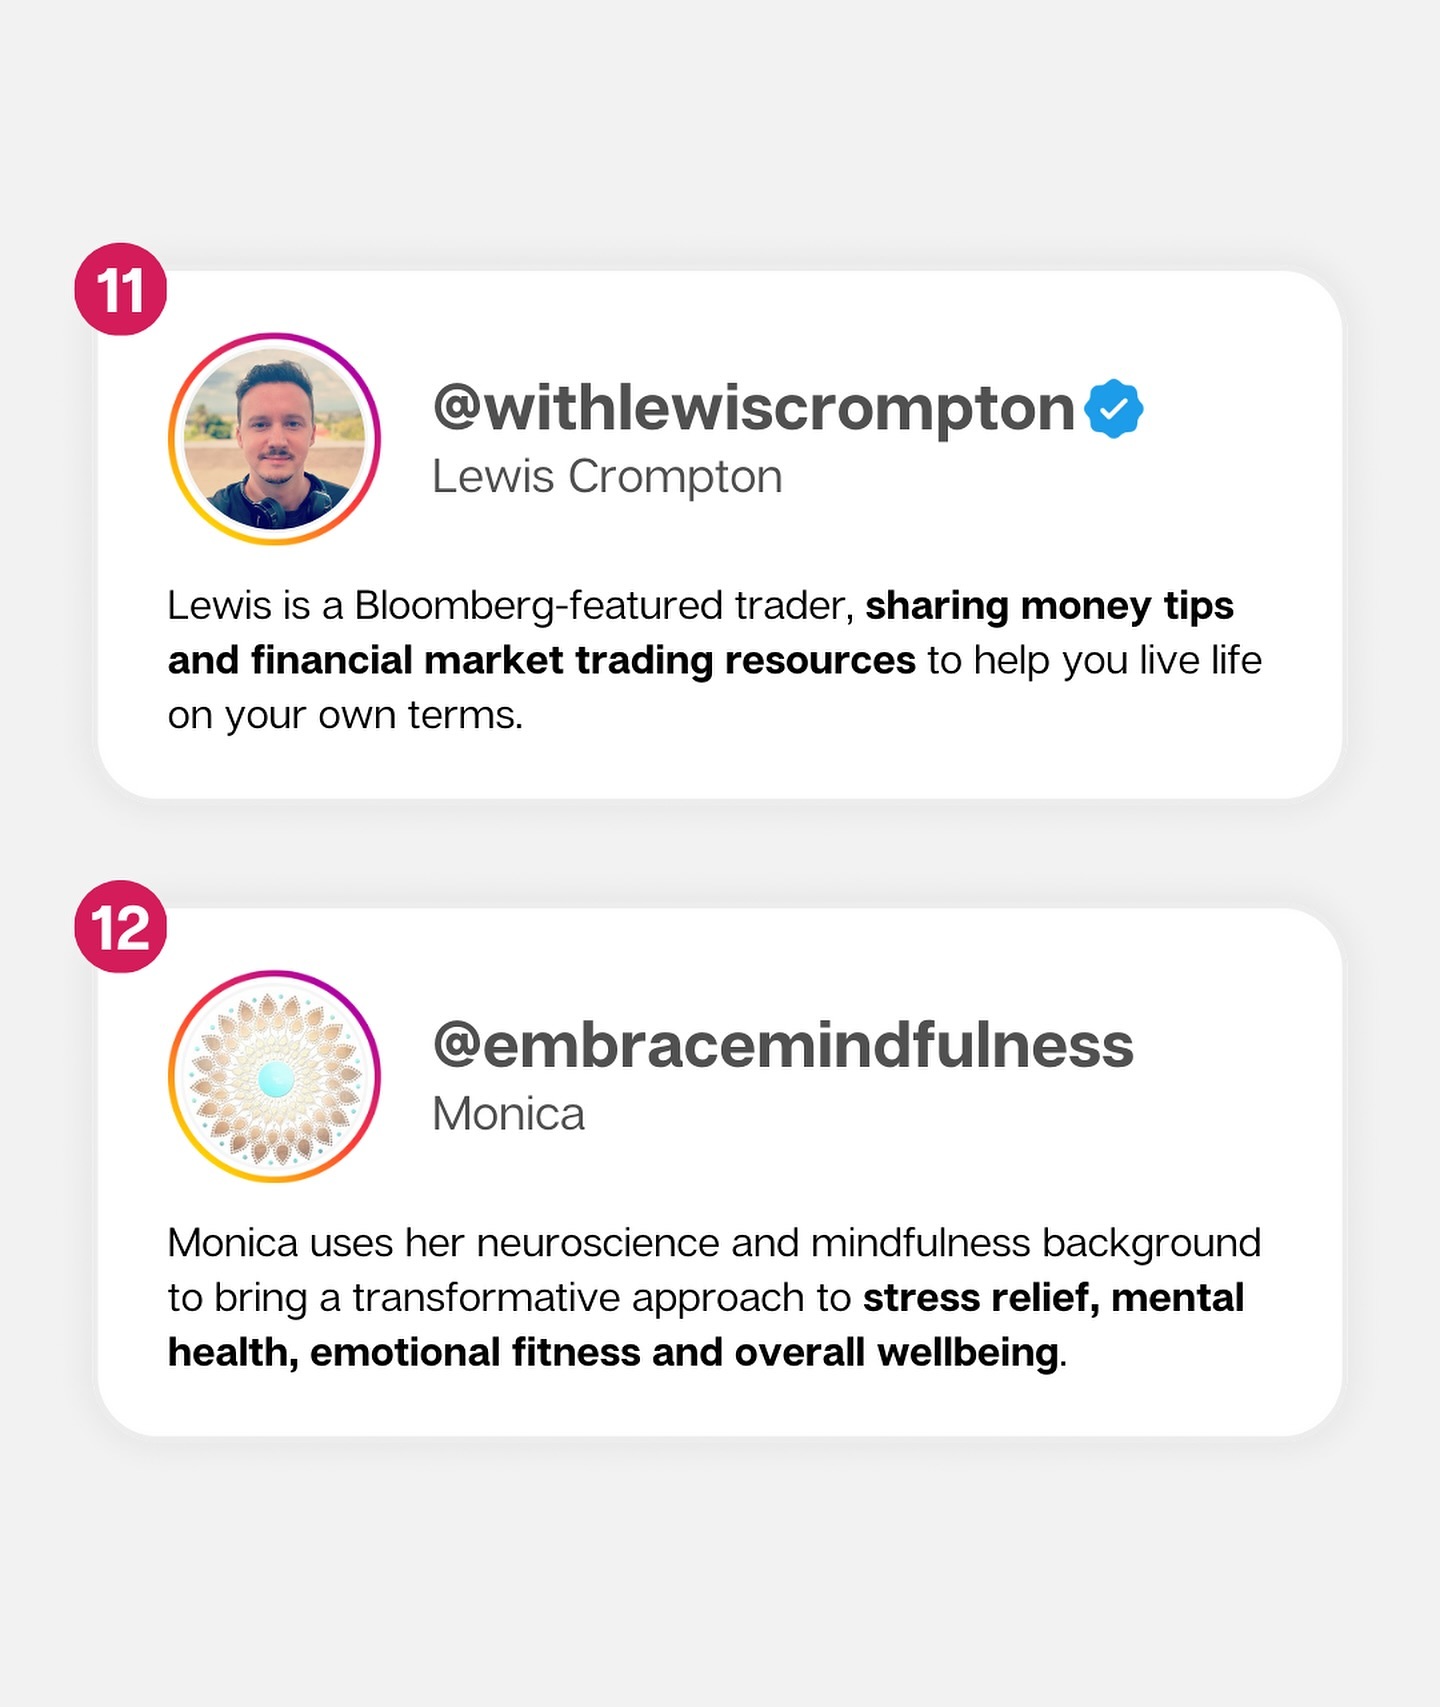 11
@withlewiscrompton
Lewis Crompton
Lewis is a Bloomberg-featured trader, sharing money tips
and financial market trading resources to help you live life
on your own terms.
12
@embracemindfulness
Monica
Monica uses her neuroscience and mindfulness background
to bring a transformative approach to stress relief, mental
health, emotional fitness and overall wellbeing.